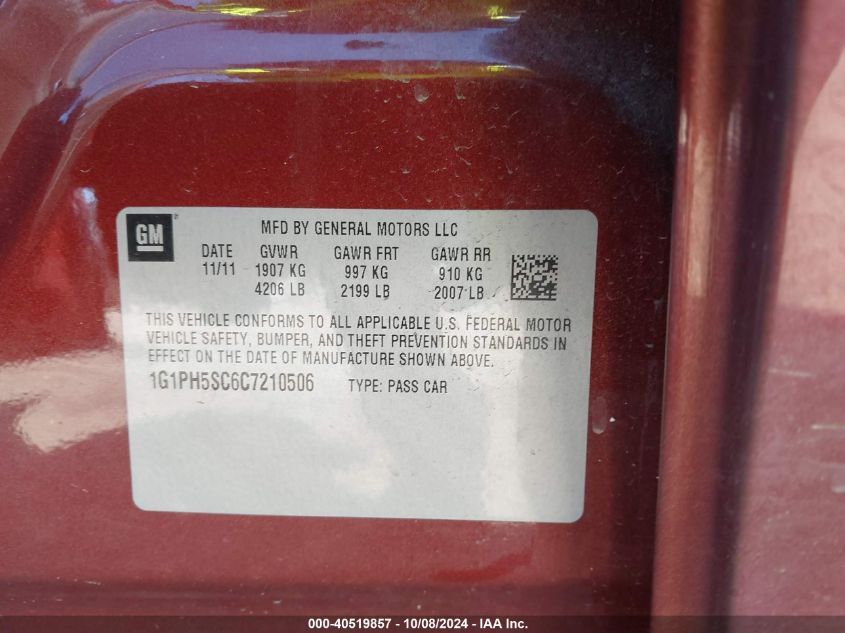 GM
MFD BY GENERAL MOTORS LLC
DATE GVWR GAWR FRT GAWR RR
11/11 1907 KG 997 KG 910 KG
4206 LB 2199 LB 2007 LB
THIS VEHICLE CONFORMS TO ALL APPLICABLE U.S. FEDERAL MOTOR
VEHICLE SAFETY, BUMPER, AND THEFT PREVENTION STANDARDS IN
EFFECT ON THE DATE OF MANUFACTURE SHOWN ABOVE.
1G1PH5SC6C7210506 TYPE: PASS CAR
000-40519857 - 10/08/2024 - IAA Inc.